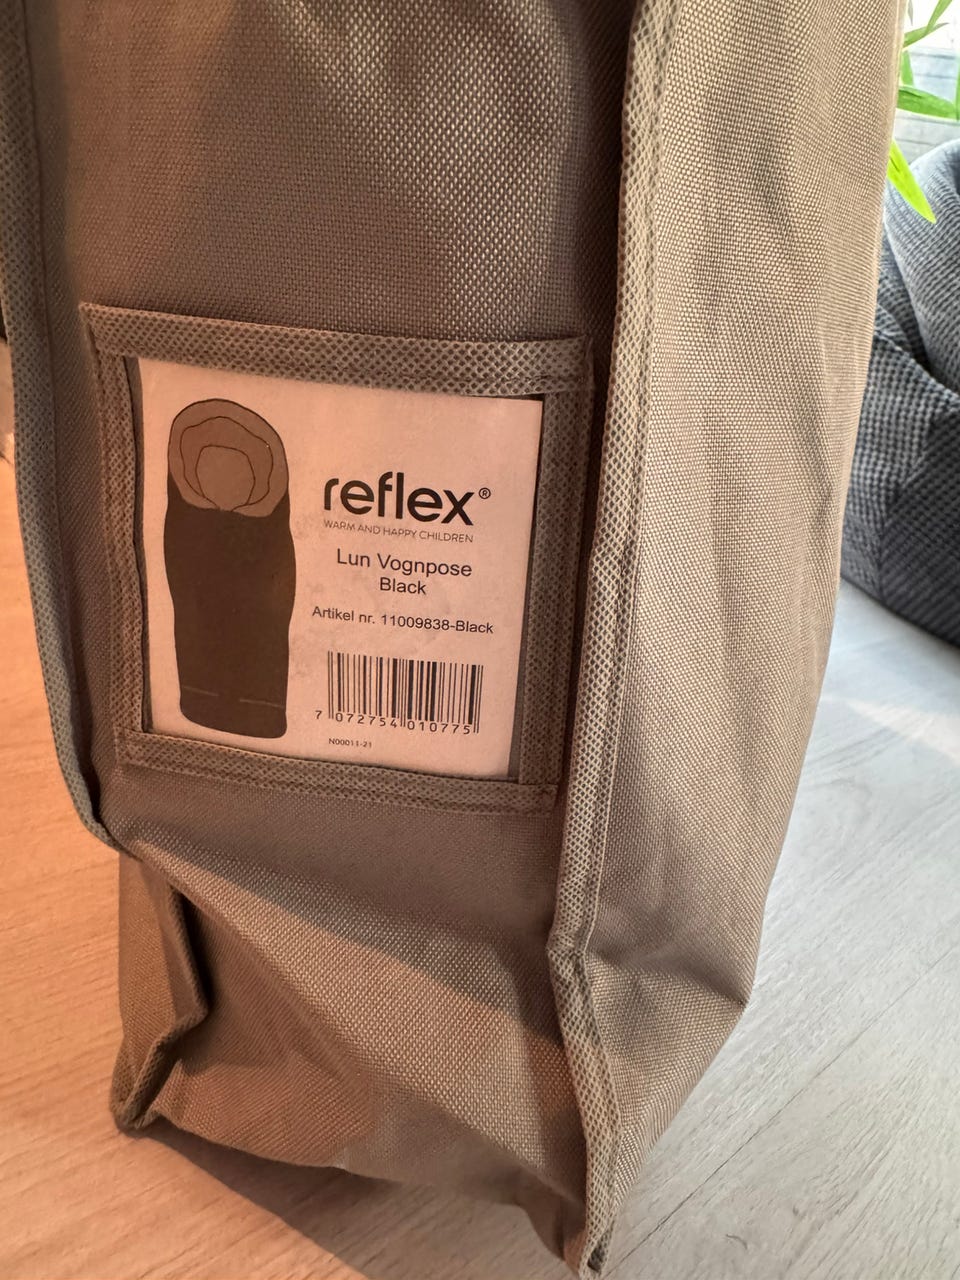 reflex®
WARM AND HAPPY CHILDREN
Lun Vognpose
Black
Artikel nr. 11009838-Black
7 072754 010775
N00011-21